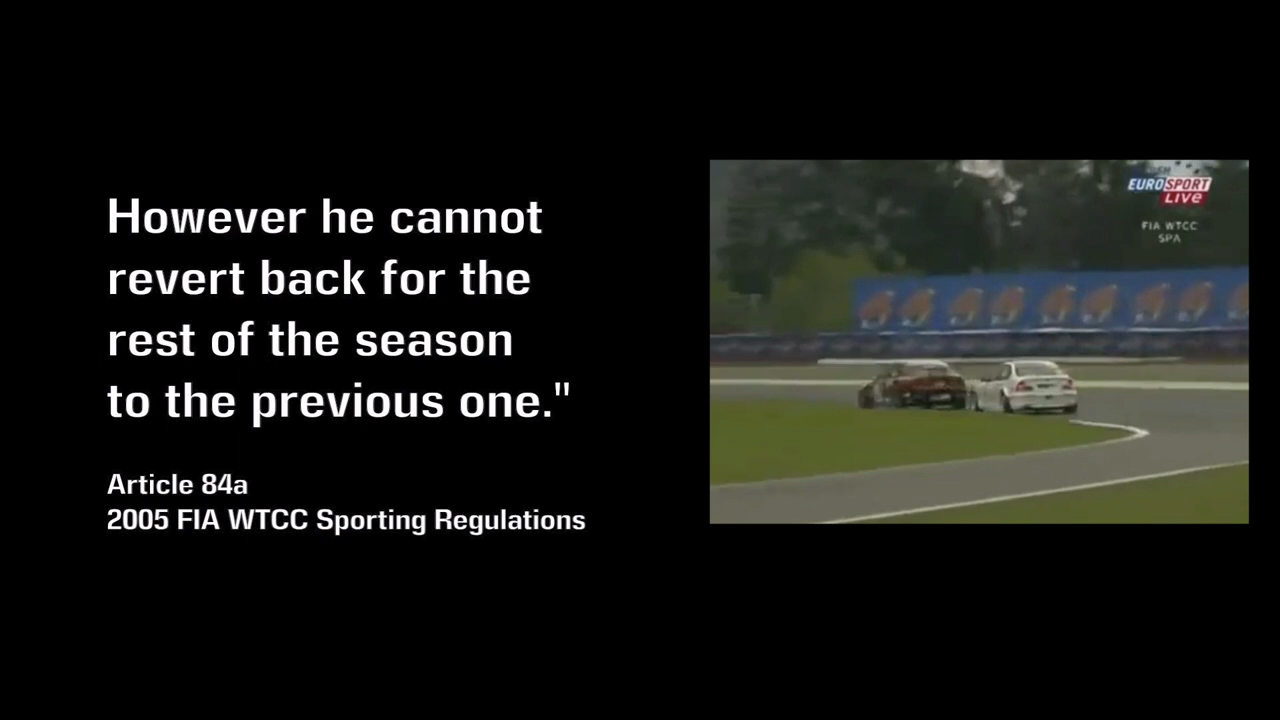 However he cannot
revert back for the
rest of the season
to the previous one."
Article 84a
2005 FIA WTCC Sporting Regulations
EUROSPORT
LIVE
FIA WTCC
SPA